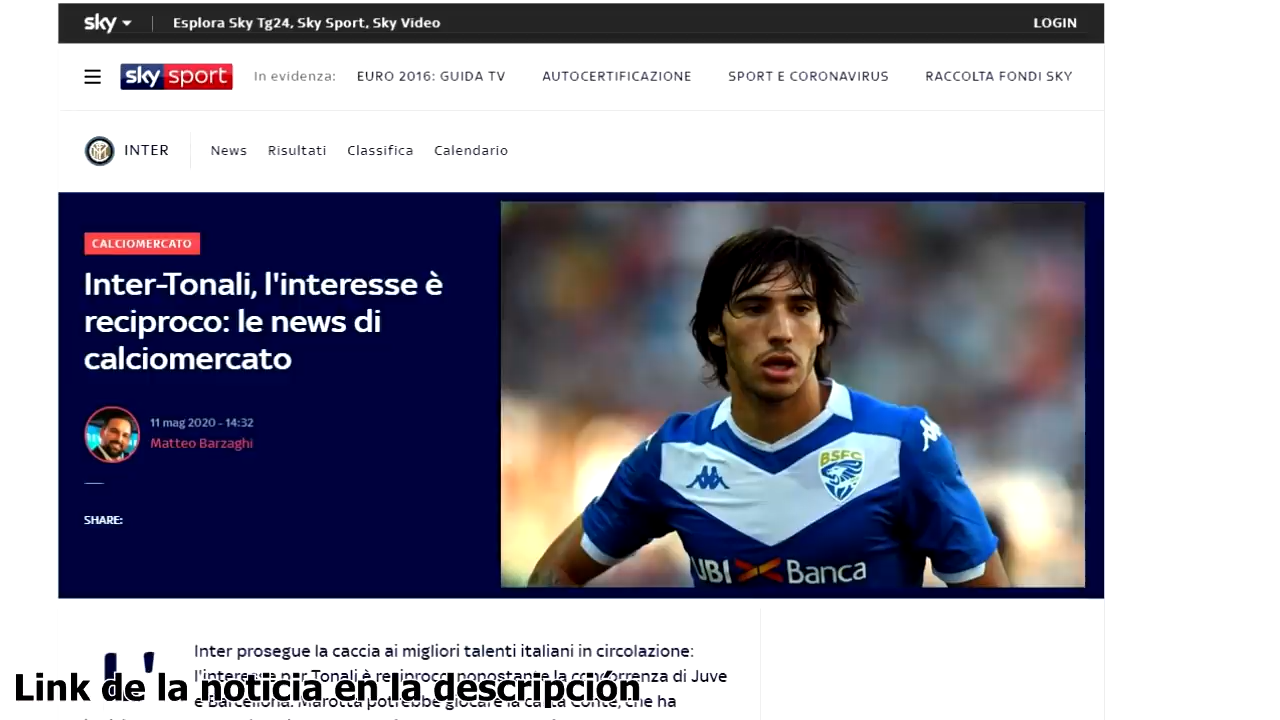 sky Esplora Sky Tg24, Sky Sport, Sky Video LOGIN
sky sport In evidenza: EURO 2016: GUIDA TV AUTOCERTIFICAZIONE SPORT E CORONAVIRUS RACCOLTA FONDI SKY
INTER News Risultati Classifica Calendario
CALCIOMERCATO
Inter-Tonali, l'interesse è
reciproco: le news di
calciomercato
11 mag 2020 - 14:32
Matteo Barzaghi
SHARE:
BSFC
UBI Banca
L'
Inter prosegue la caccia ai migliori talenti italiani in circolazione:
l'interesse per Tonali è reciproco nonostante la concorrenza di Juve
e Barcellona. Marotta potrebbe giocare la carta Conte, che ha
Link de la noticia en la descripción